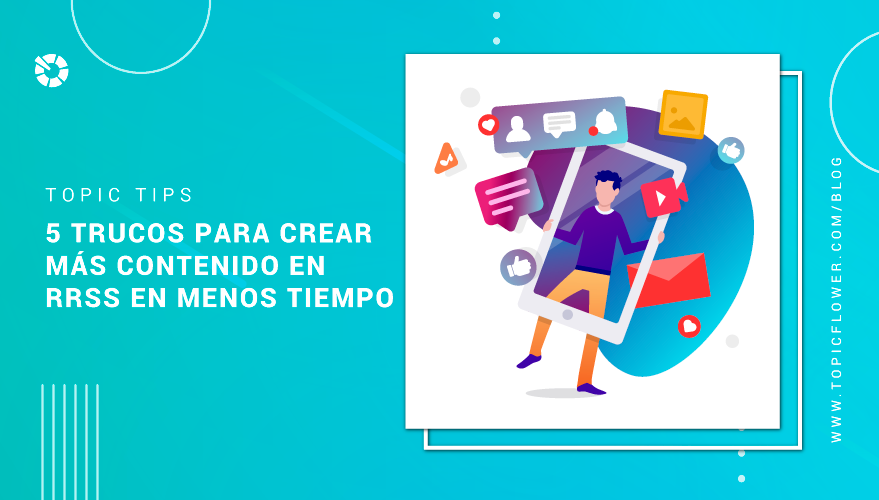 TOPIC TIPS
5 TRUCOS PARA CREAR
MÁS CONTENIDO EN
RRSS EN MENOS TIEMPO
WWW.TOPICFLOWER.COM/BLOG